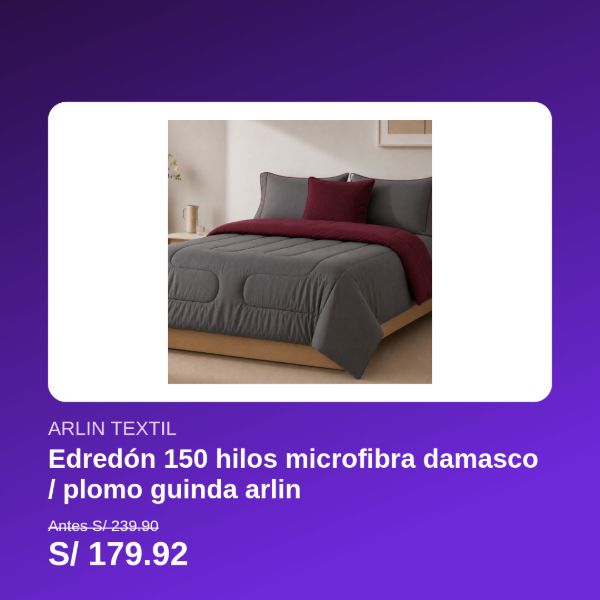 ARLIN TEXTIL
Edredón 150 hilos microfibra damasco
/ plomo guinda arlin
Antes S/ 239.90
S/ 179.92